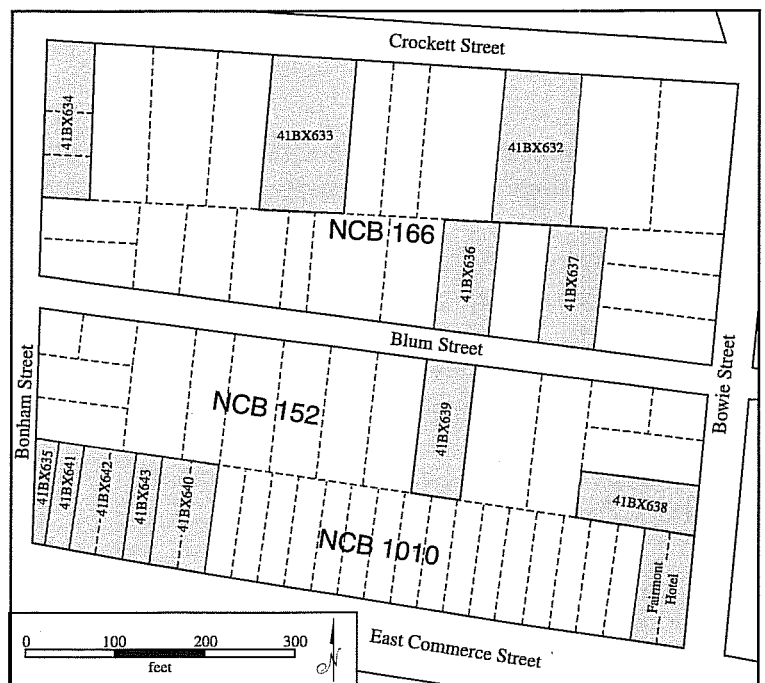 Crockett Street
41BX634
41BX633
41BX632
NCB 166
41BX636
41BX637
Blum Street
Bonham Street
Bowie Street
NCB 152
41BX639
41BX635
41BX641
41BX642
41BX643
41BX640
41BX638
NCB 1010
Fairmont
Hotel
East Commerce Street
0 100 200 300
feet
N